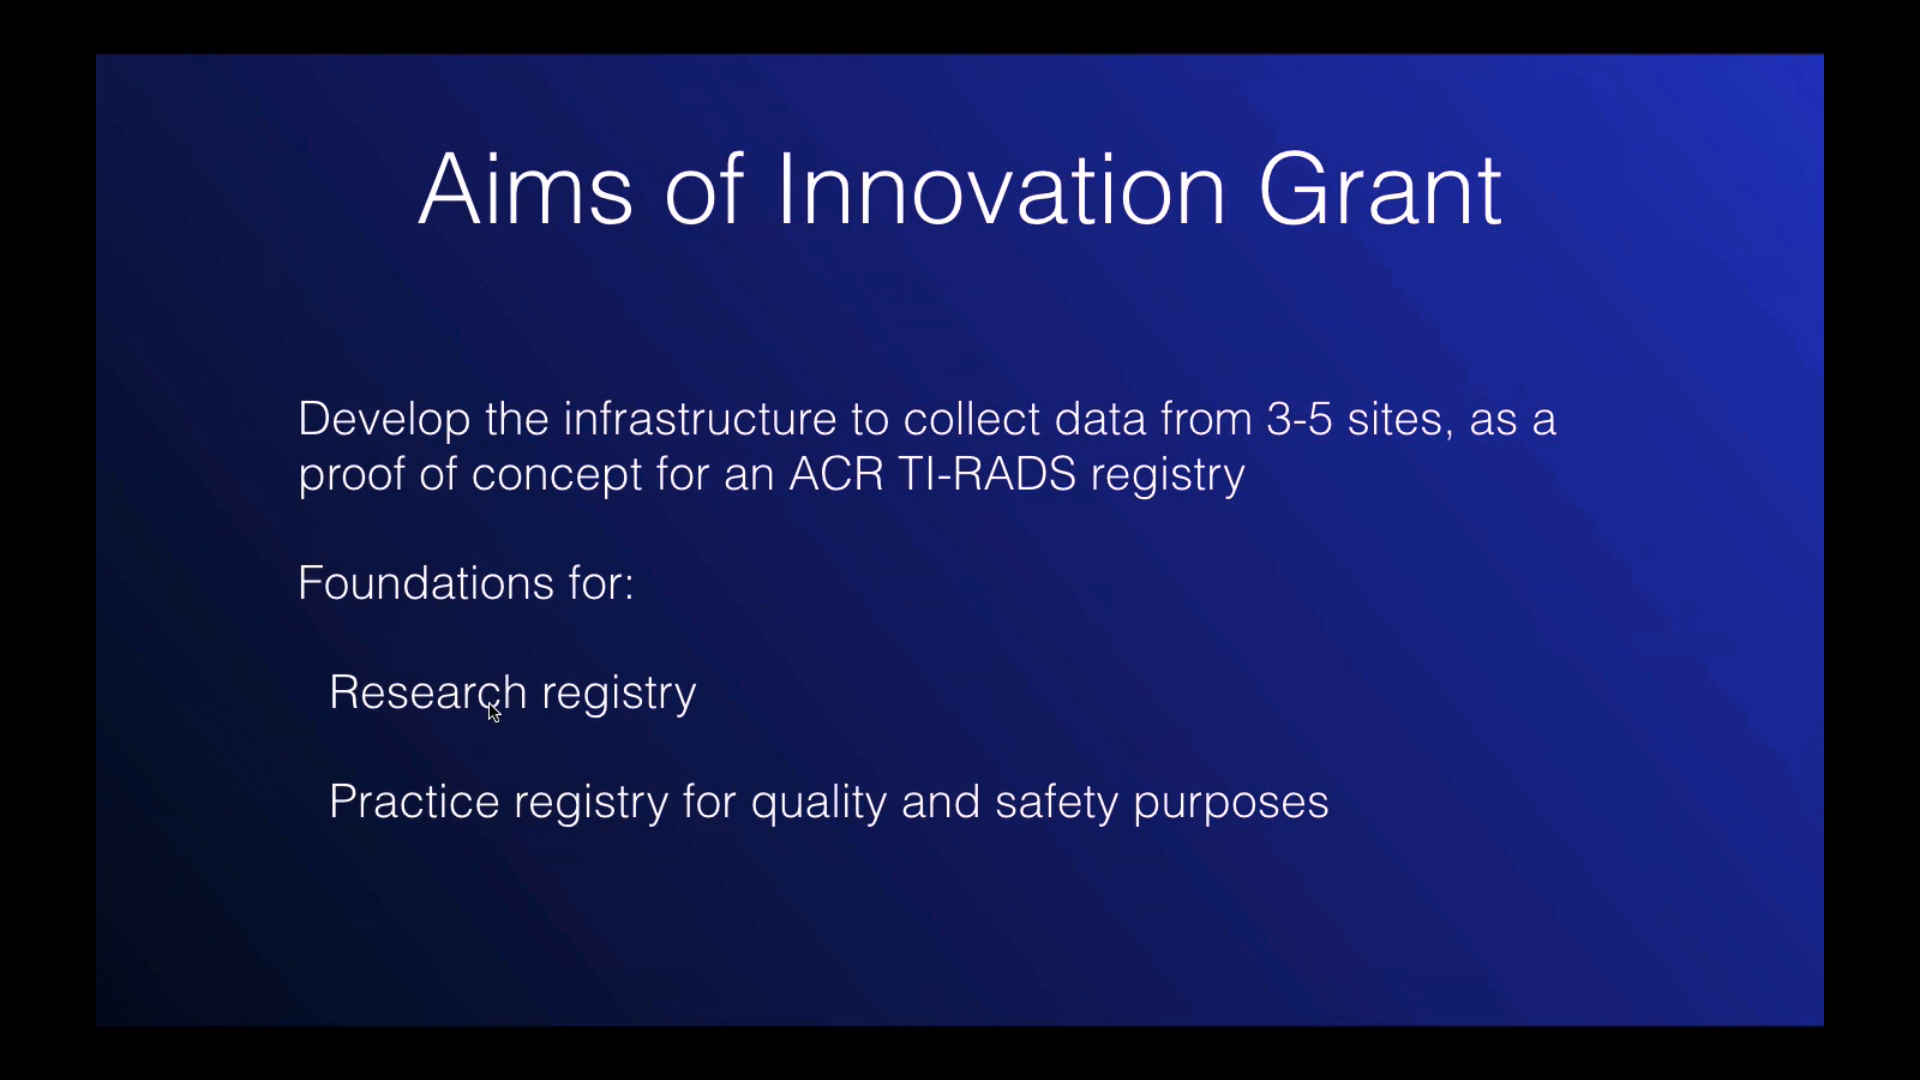 Aims of Innovation Grant
Develop the infrastructure to collect data from 3-5 sites, as a
proof of concept for an ACR TI-RADS registry
Foundations for:
Research registry
Practice registry for quality and safety purposes